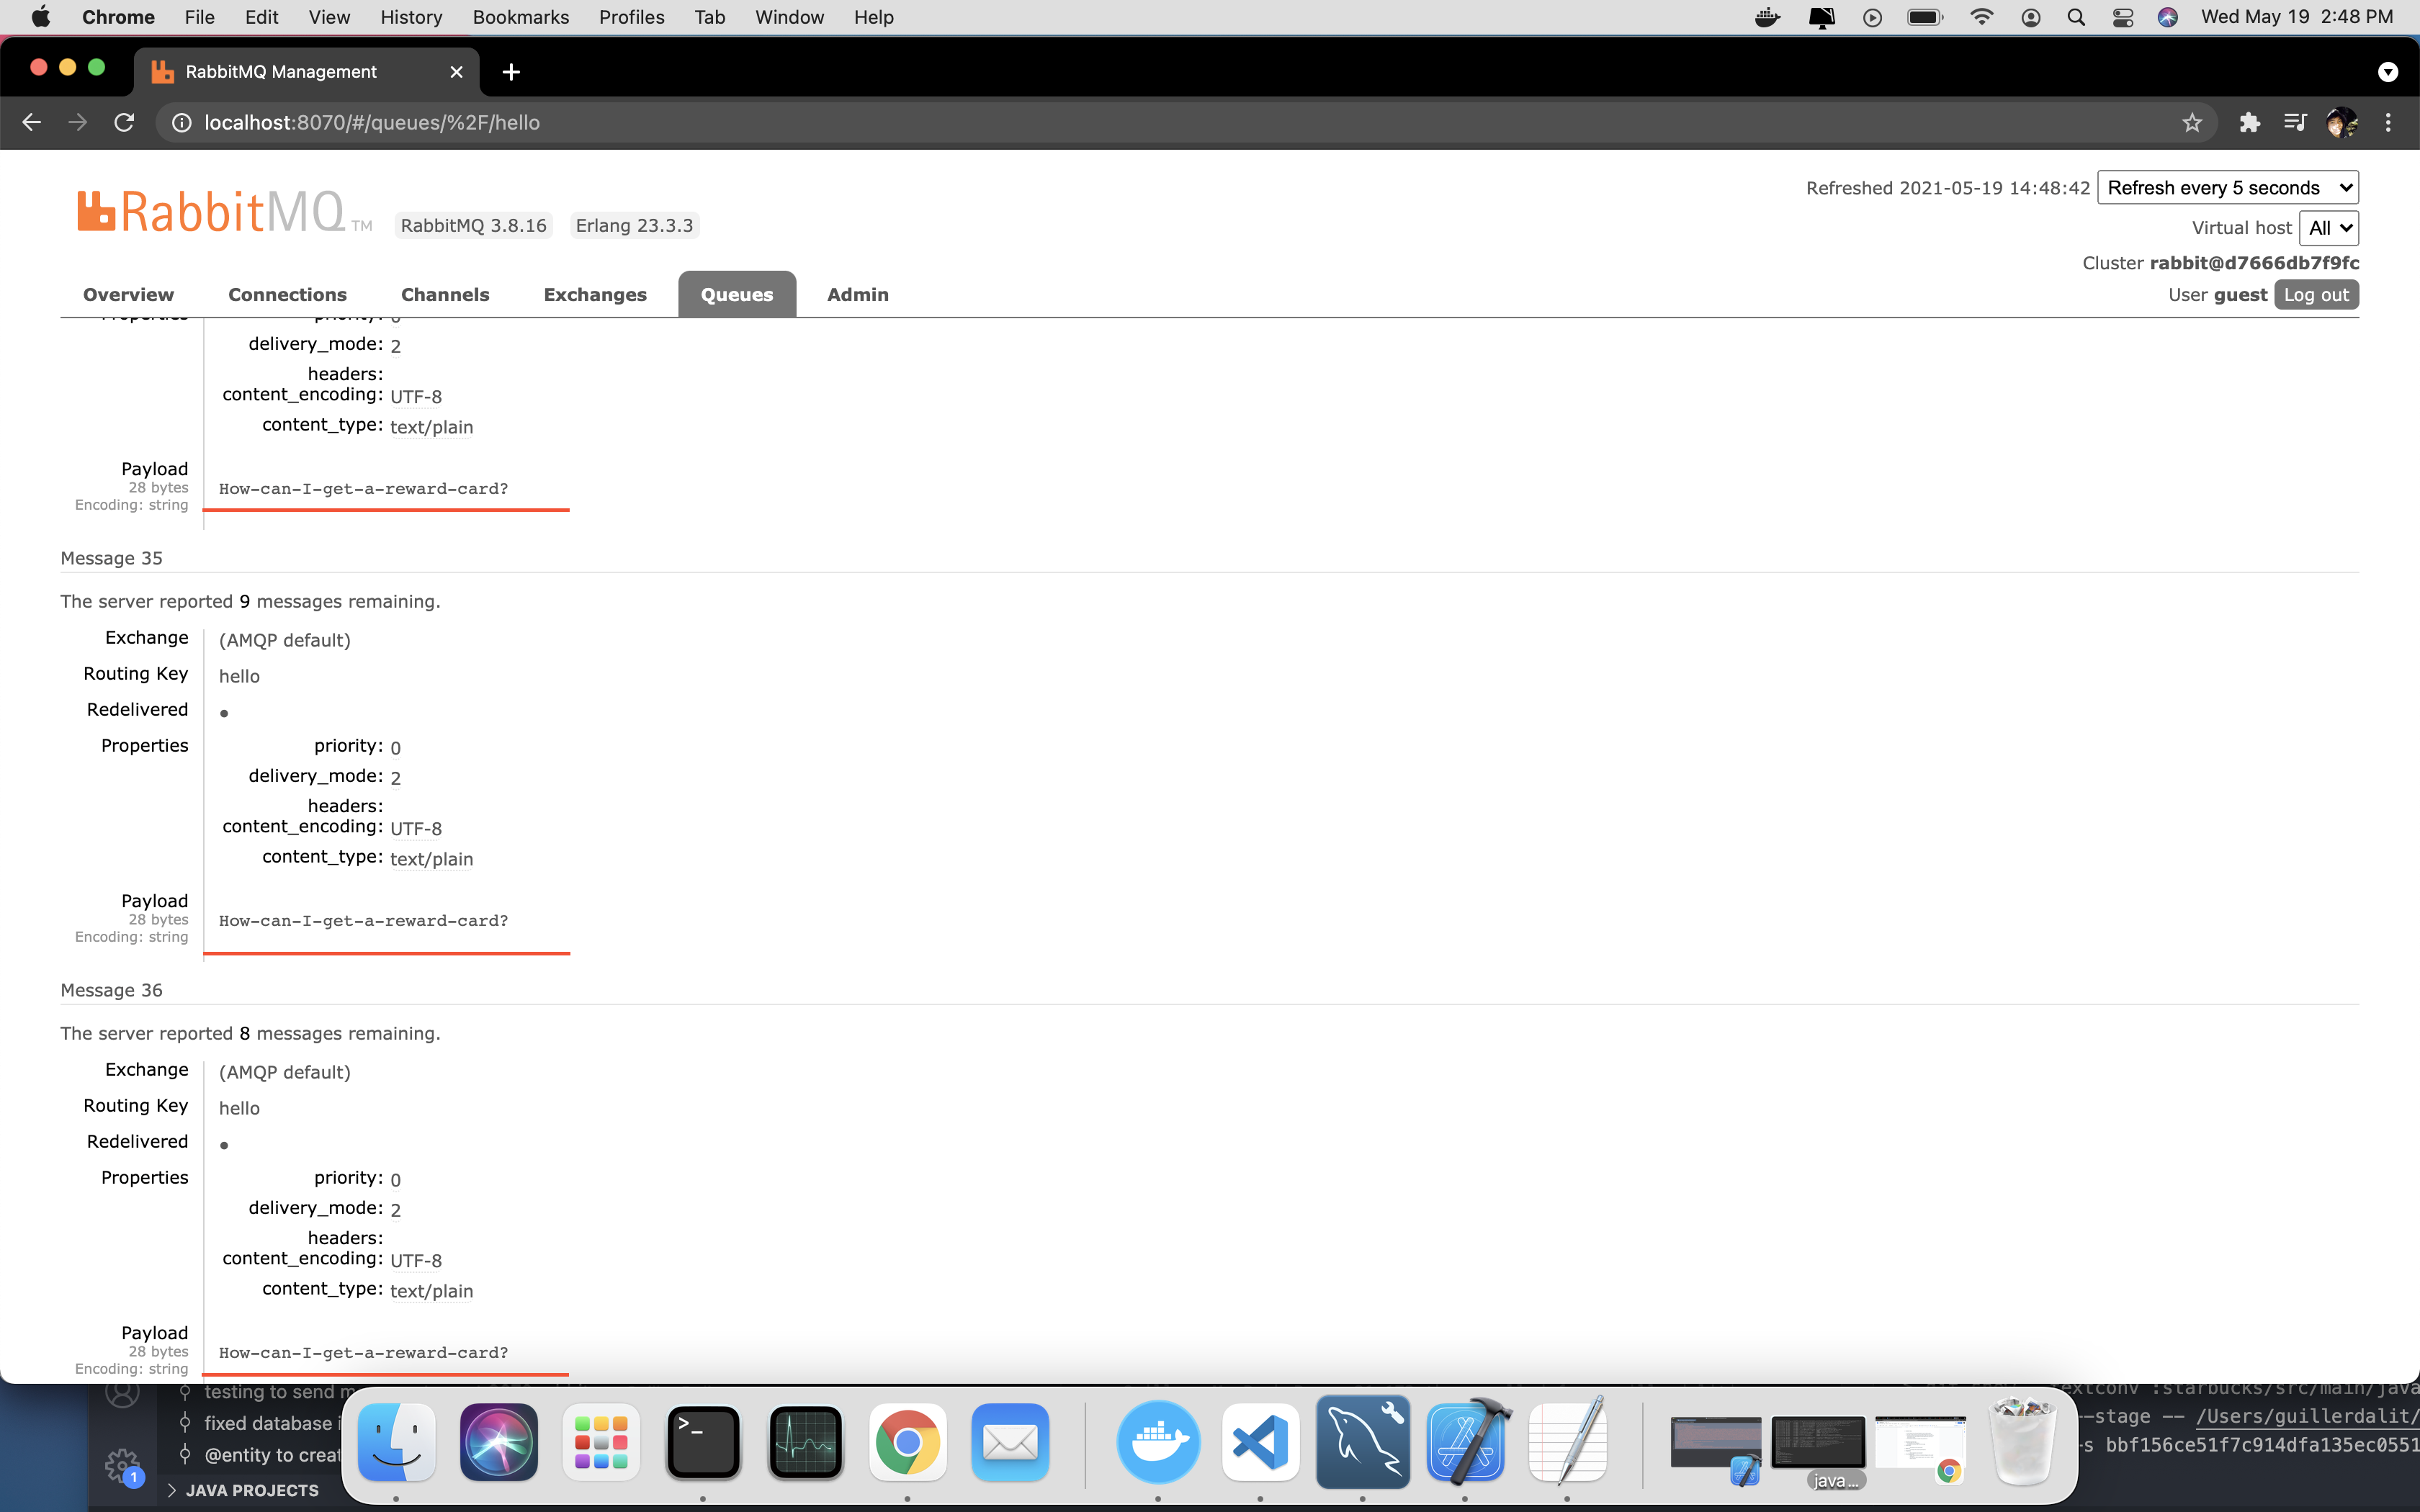 Chrome File Edit View History Bookmarks Profiles Tab Window Help Wed May 19 2:48 PM
RabbitMQ Management
localhost:8070/#/queues/%2F/hello
RabbitMQ TM RabbitMQ 3.8.16 Erlang 23.3.3
Refreshed 2021-05-19 14:48:42 Refresh every 5 seconds
Virtual host All
Cluster rabbit@d7666db7f9fc
User guest Log out
Overview Connections Channels Exchanges Queues Admin
Properties priority: 0
delivery_mode: 2
headers:
content_encoding: UTF-8
content_type: text/plain
Payload
28 bytes
Encoding: string
How-can-I-get-a-reward-card?
Message 35
The server reported 9 messages remaining.
Exchange (AMQP default)
Routing Key hello
Redelivered ●
Properties priority: 0
delivery_mode: 2
headers:
content_encoding: UTF-8
content_type: text/plain
Payload
28 bytes
Encoding: string
How-can-I-get-a-reward-card?
Message 36
The server reported 8 messages remaining.
Exchange (AMQP default)
Routing Key hello
Redelivered ●
Properties priority: 0
delivery_mode: 2
headers:
content_encoding: UTF-8
content_type: text/plain
Payload
28 bytes
Encoding: string
How-can-I-get-a-reward-card?
testing to send m
textconv :starbucks/src/main/java
fixed database i
--stage -- /Users/guillerdalit/
@entity to creat
s bbf156ce51f7c914dfa135ec0551
1
JAVA PROJECTS
java...